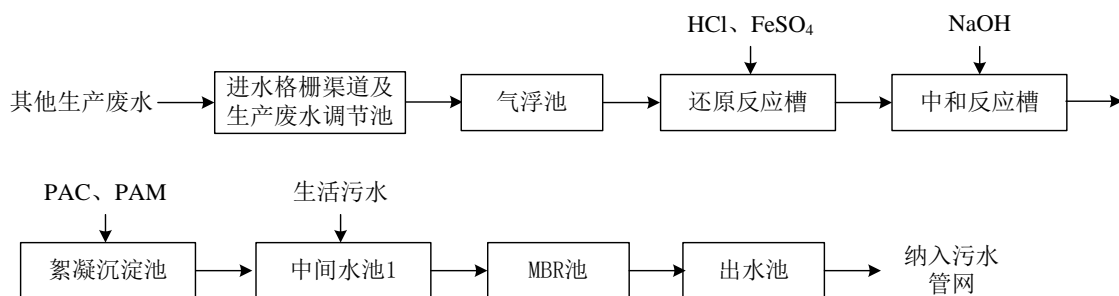 HCl、FeSO₄
NaOH
其他生产废水
进水格栅渠道及
生产废水调节池
气浮池
还原反应槽
中和反应槽
PAC、PAM
生活污水
絮凝沉淀池
中间水池1
MBR池
出水池
纳入污水
管网